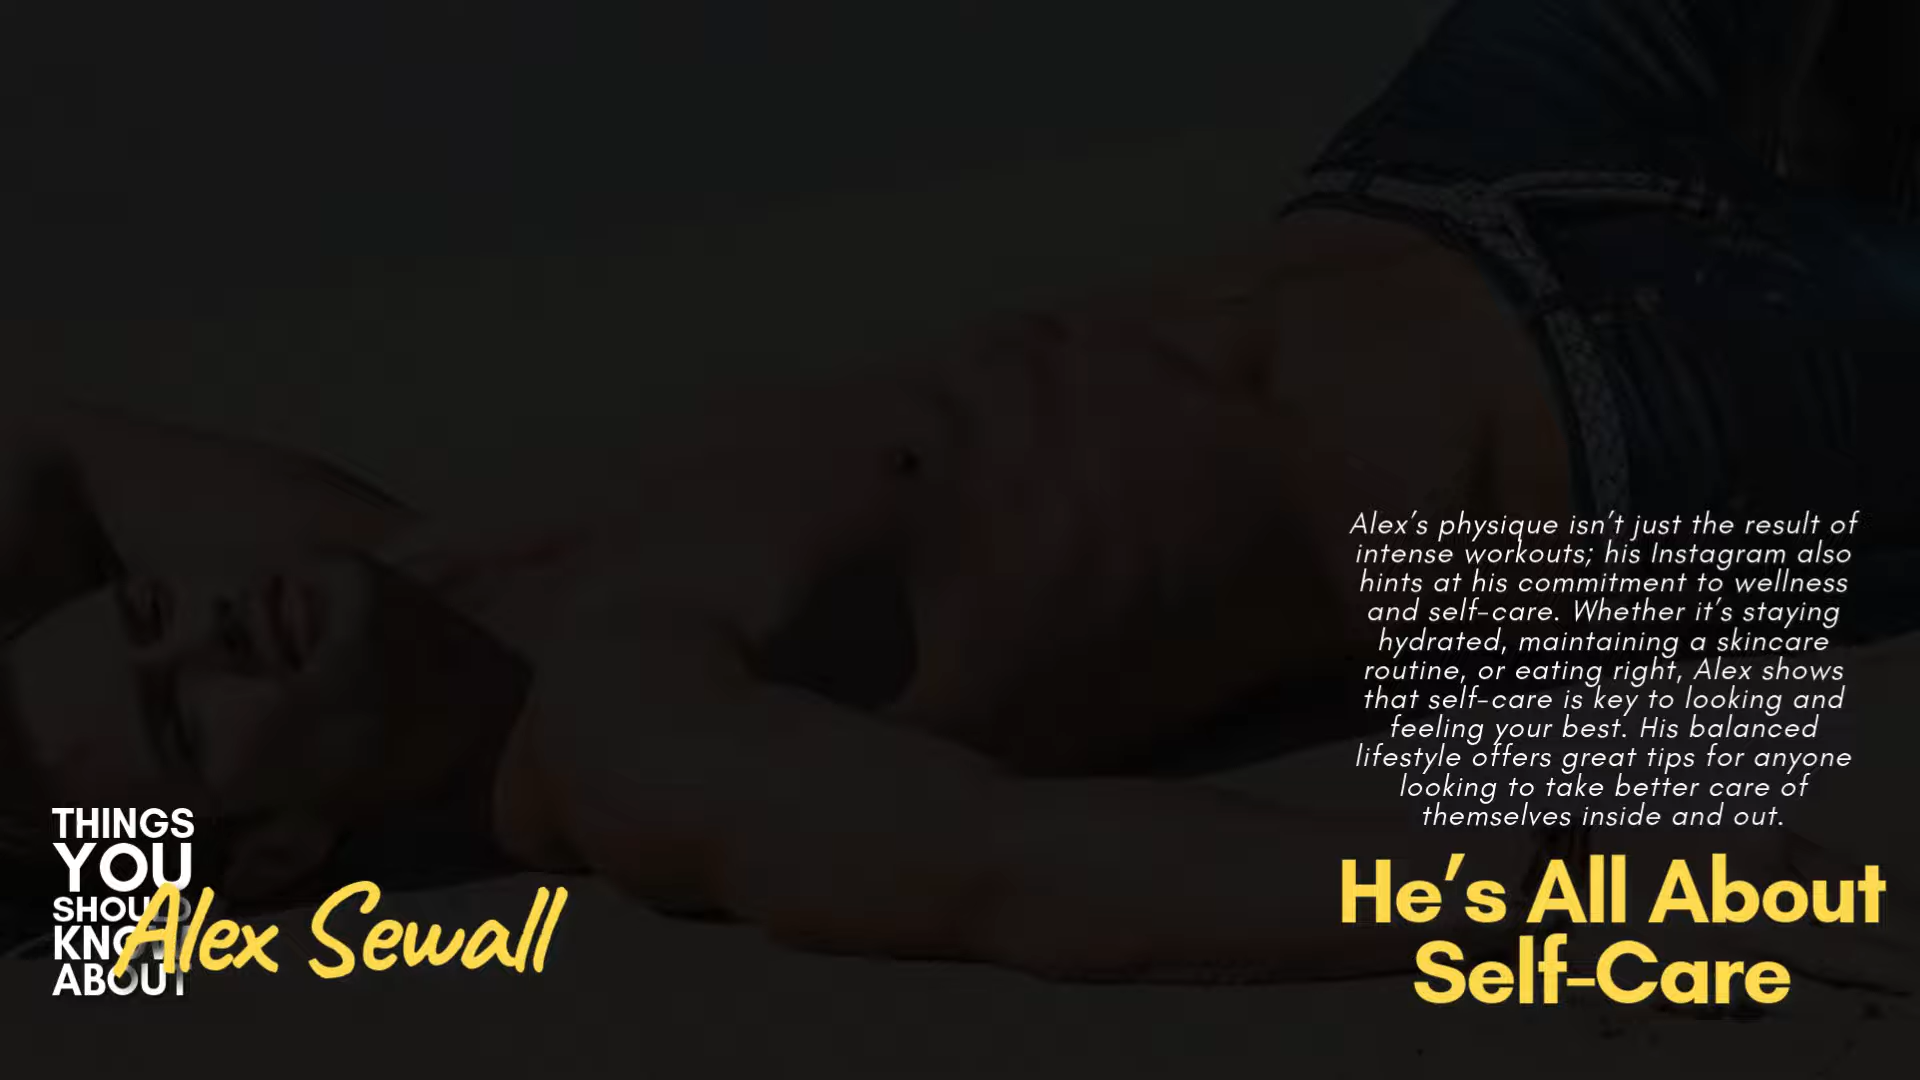 Alex’s physique isn’t just the result of
intense workouts; his Instagram also
hints at his commitment to wellness
and self-care. Whether it’s staying
hydrated, maintaining a skincare
routine, or eating right, Alex shows
that self-care is key to looking and
feeling your best. His balanced
lifestyle offers great tips for anyone
looking to take better care of
themselves inside and out.
He’s All About
Self-Care
THINGS
YOU
SHOULD
KNOW
ABOUT
Alex Sewall